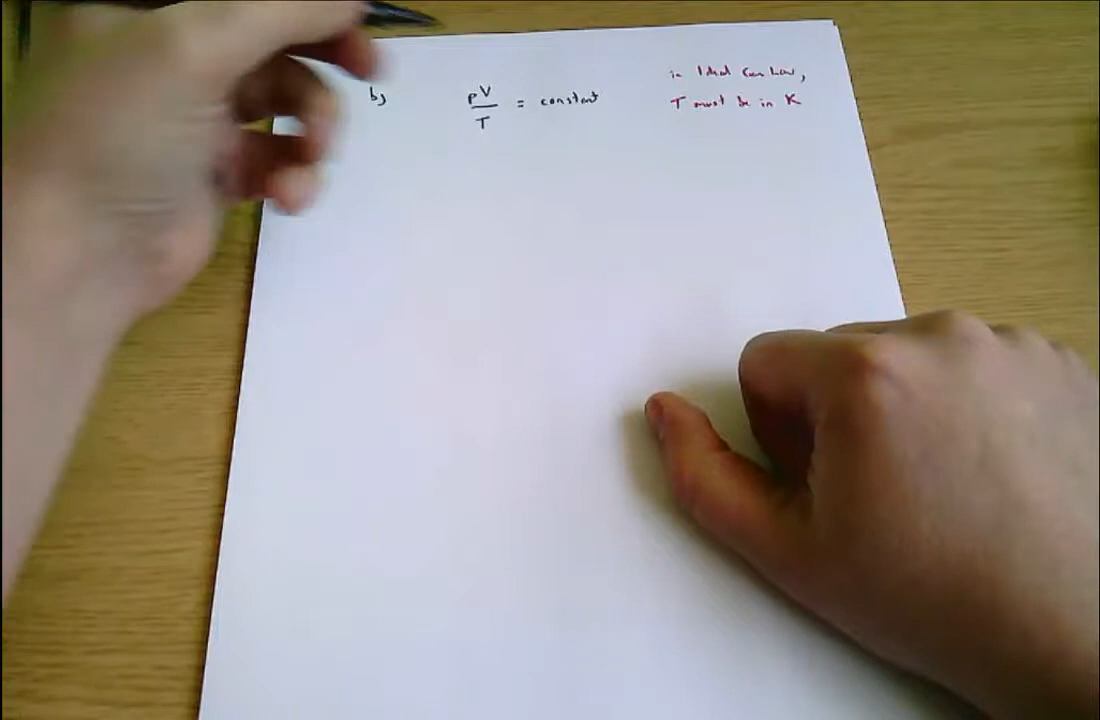 b) pV/T = constant
in Ideal Gas Law,
T must be in K